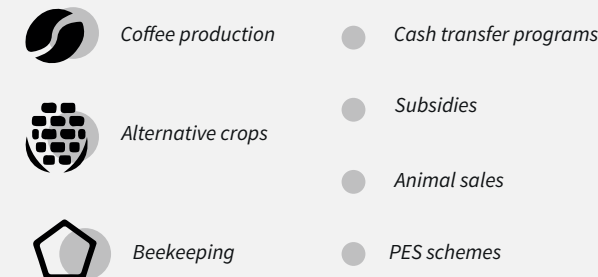 Coffee production
Cash transfer programs
Alternative crops
Subsidies
Animal sales
Beekeeping
PES schemes